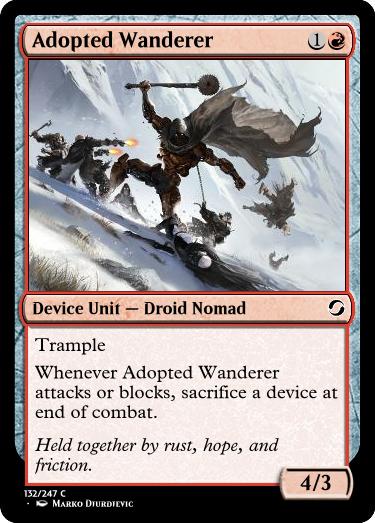 Adopted Wanderer 1
Device Unit — Droid Nomad
Trample
Whenever Adopted Wanderer
attacks or blocks, sacrifice a device at
end of combat.
Held together by rust, hope, and
friction.
4/3
132/247 C
· Marko Djurdjevic